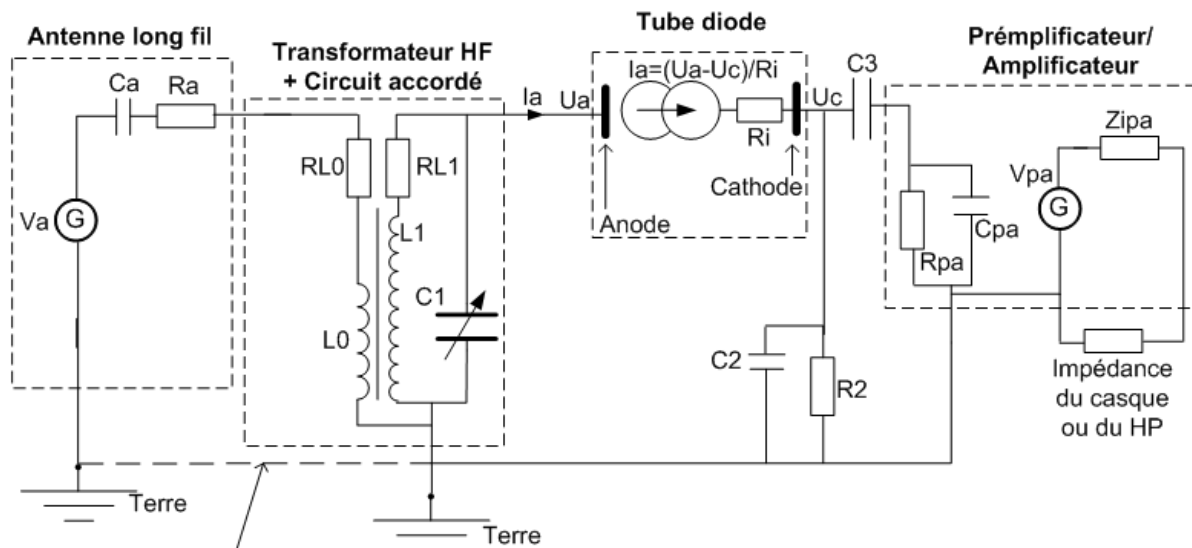 Antenne long fil
Ca
Ra
Va
G
Terre
Transformateur HF
+ Circuit accordé
RL0
RL1
L1
L0
C1
Terre
Ia
Ua
Tube diode
Ia=(Ua-Uc)/Ri
Ri
Uc
Anode
Cathode
C3
C2
R2
Prémplificateur/
Amplificateur
Rpa
Cpa
Vpa
G
Zipa
Impédance
du casque
ou du HP